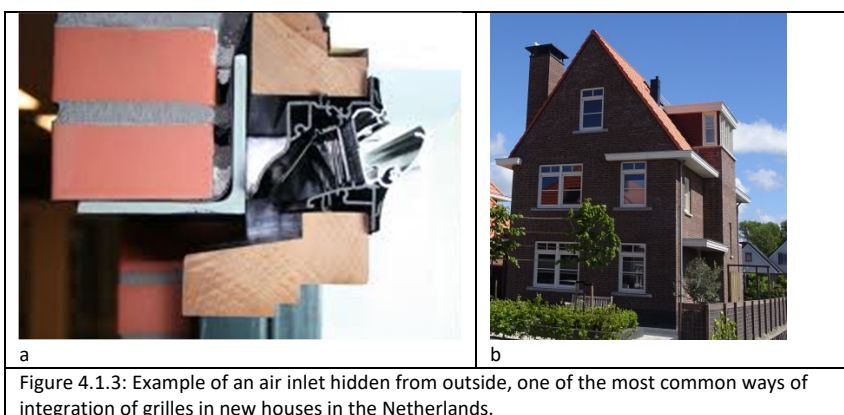 a
b
Figure 4.1.3: Example of an air inlet hidden from outside, one of the most common ways of
integration of grilles in new houses in the Netherlands.